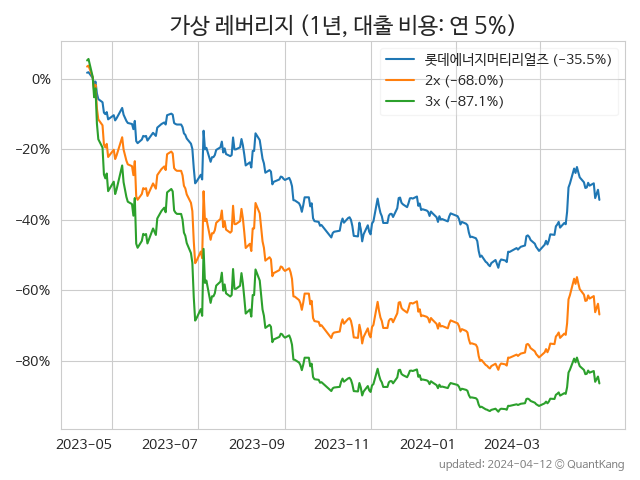 가상 레버리지 (1년, 대출 비용: 연 5%)
롯데에너지머티리얼즈 (-35.5%)
2x (-68.0%)
3x (-87.1%)
0%
-20%
-40%
-60%
-80%
2023-05 2023-07 2023-09 2023-11 2024-01 2024-03
updated: 2024-04-12 © QuantKang